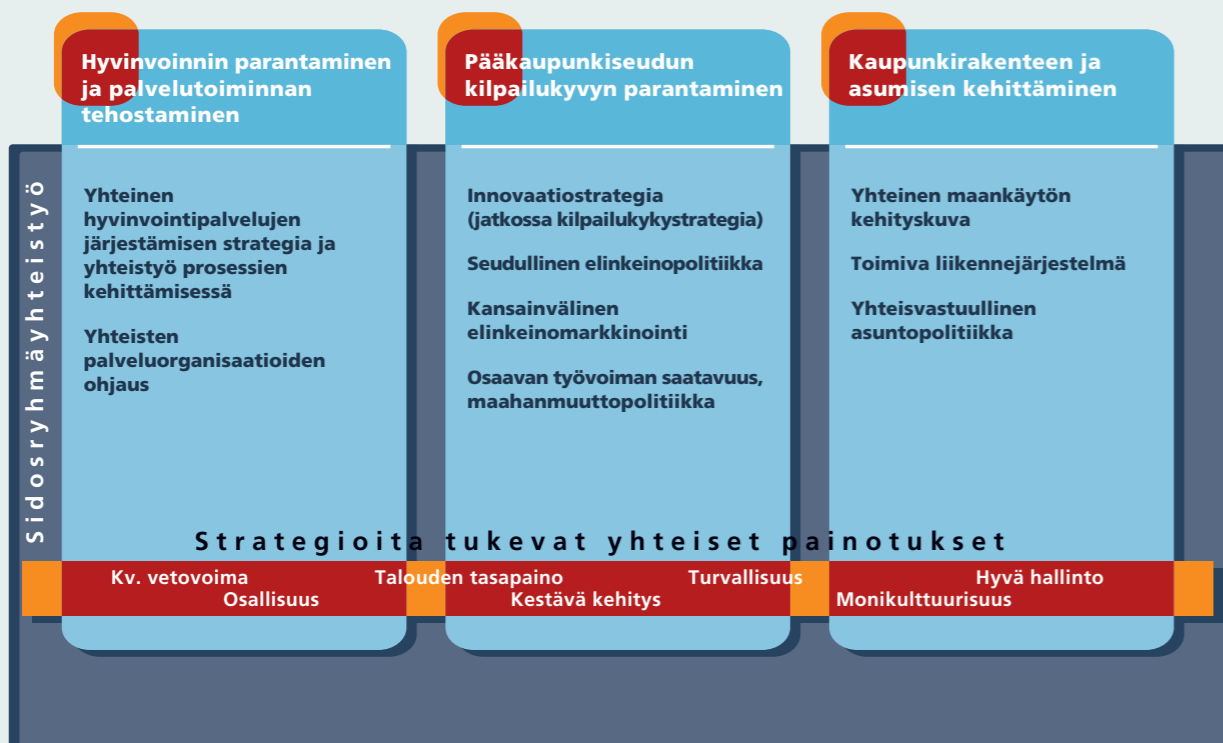 Sidosryhmäyhteistyö
Hyvinvoinnin parantaminen
ja palvelutoiminnan
tehostaminen
Yhteinen
hyvinvointipalvelujen
järjestämisen strategia ja
yhteistyö prosessien
kehittämisessä
Yhteisten
palveluorganisaatioiden
ohjaus
Pääkaupunkiseudun
kilpailukyvyn parantaminen
Innovaatiostrategia
(jatkossa kilpailukykystrategia)
Seudullinen elinkeinopolitiikka
Kansainvälinen
elinkeinomarkkinointi
Osaavan työvoiman saatavuus,
maahanmuuttopolitiikka
Kaupunkirakenteen ja
asumisen kehittäminen
Yhteinen maankäytön
kehityskuva
Toimiva liikennejärjestelmä
Yhteisvastuullinen
asuntopolitiikka
Strategioita tukevat yhteiset painotukset
Kv. vetovoima Talouden tasapaino Turvallisuus Hyvä hallinto
Osallisuus Kestävä kehitys Monikulttuurisuus